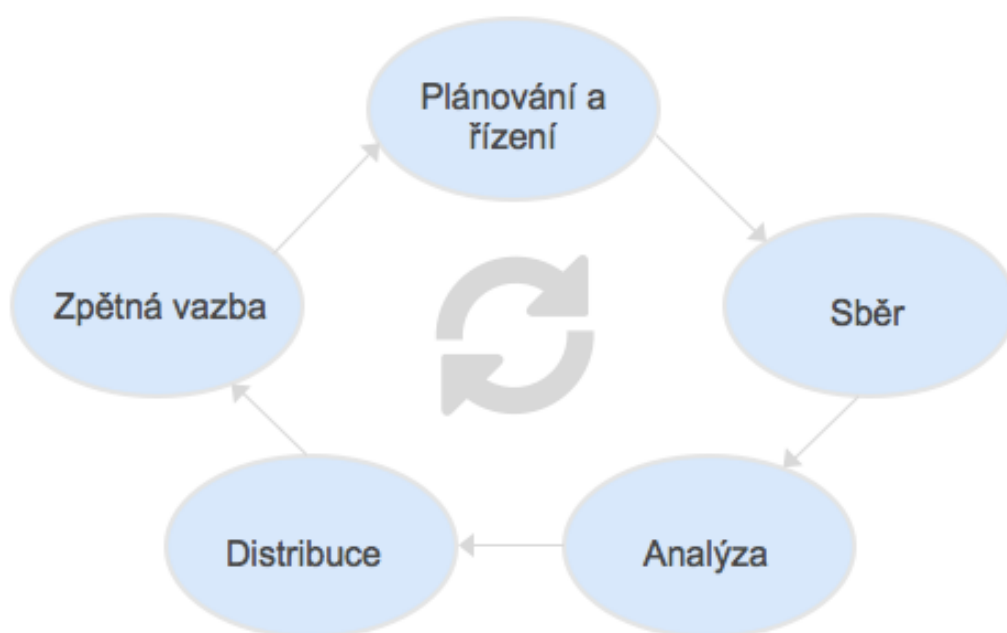 Plánování a
řízení
Sběr
Analýza
Distribuce
Zpětná vazba